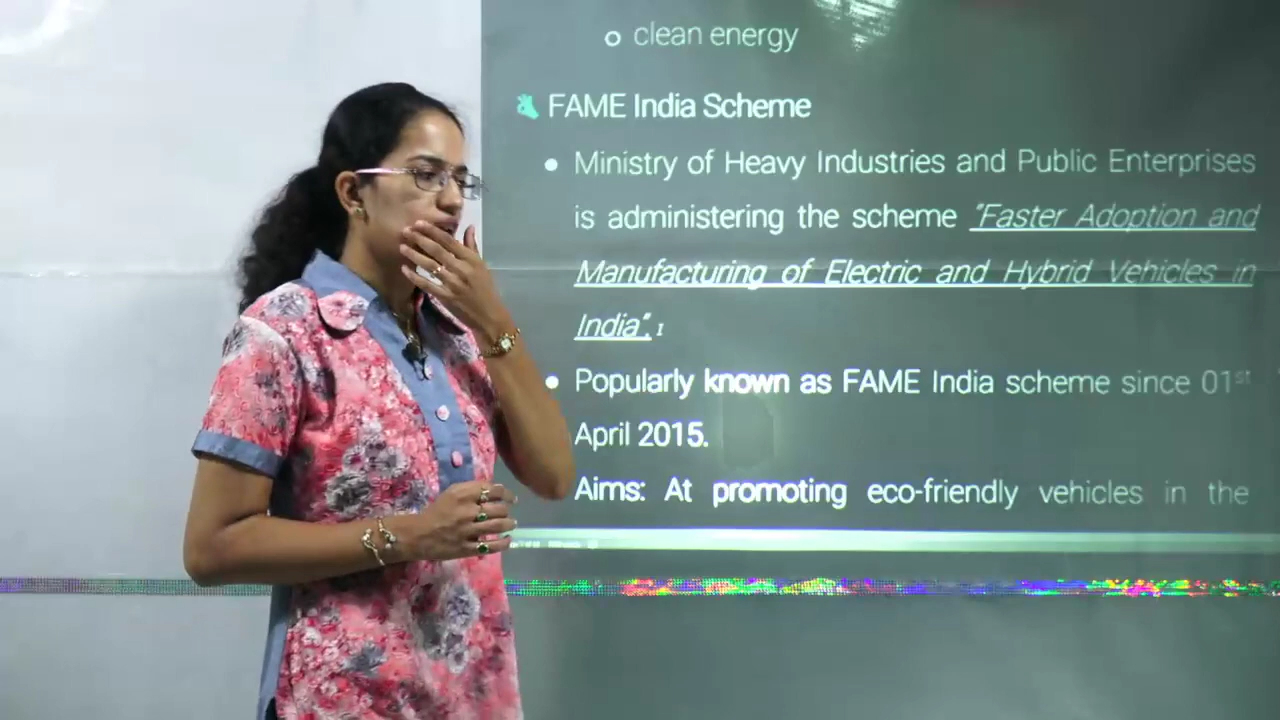 clean energy
FAME India Scheme
Ministry of Heavy Industries and Public Enterprises
is administering the scheme "Faster Adoption and
Manufacturing of Electric and Hybrid Vehicles in
India".
Popularly known as FAME India scheme since 01st
April 2015.
Aims: At promoting eco-friendly vehicles in the